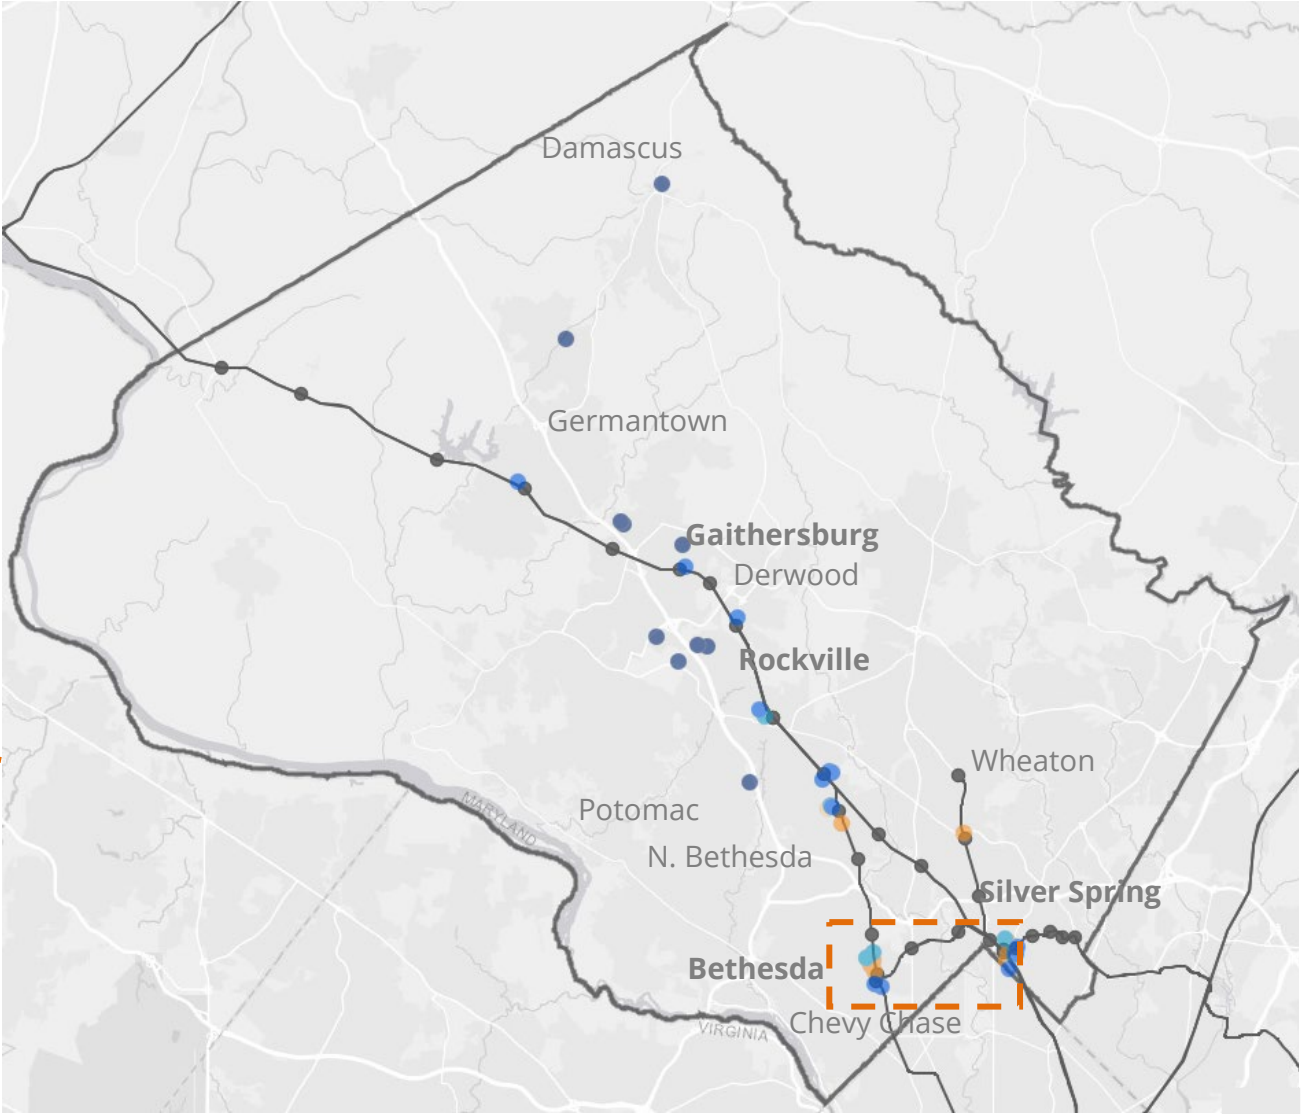 Damascus
Germantown
Gaithersburg
Derwood
Rockville
Wheaton
Potomac
MARYLAND
N. Bethesda
Silver Spring
Bethesda
Chevy Chase
VIRGINIA